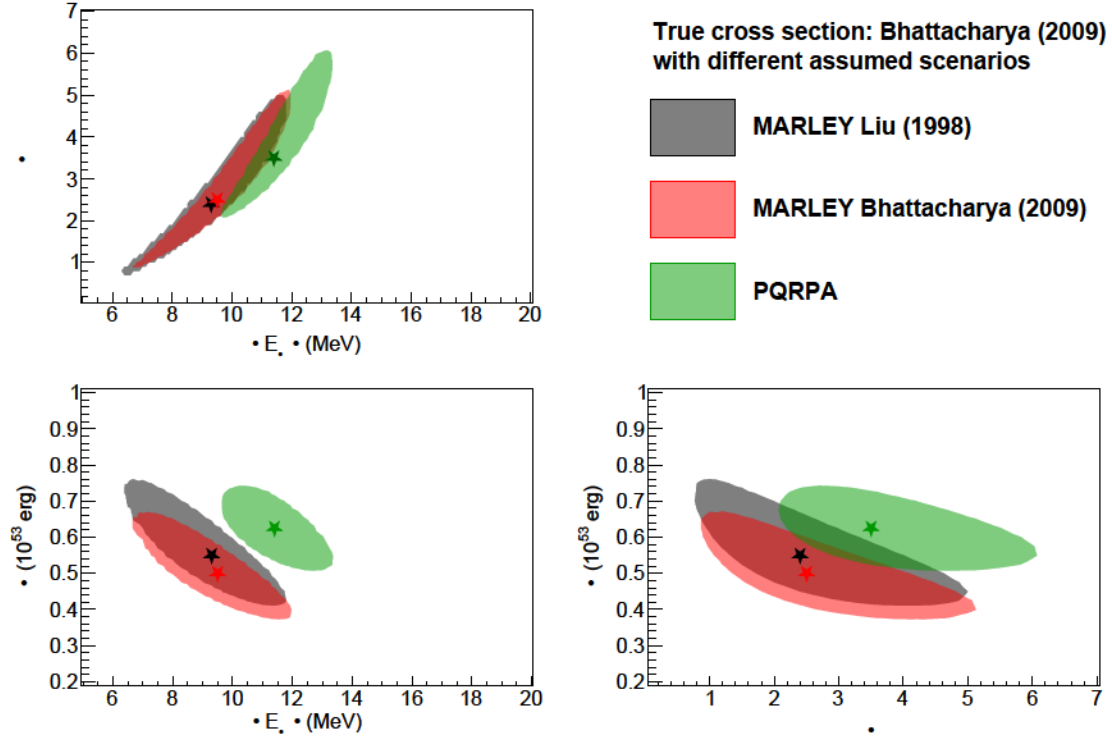 True cross section: Bhattacharya (2009)
with different assumed scenarios
MARLEY Liu (1998)
MARLEY Bhattacharya (2009)
PQRPA
7
6
5
4
3
2
1
•
6 8 10 12 14 16 18 20
• E• • (MeV)
1
0.9
0.8
0.7
0.6
0.5
0.4
0.3
0.2
• (10^53 erg)
6 8 10 12 14 16 18 20
• E• • (MeV)
1
0.9
0.8
0.7
0.6
0.5
0.4
0.3
0.2
• (10^53 erg)
1 2 3 4 5 6 7
•